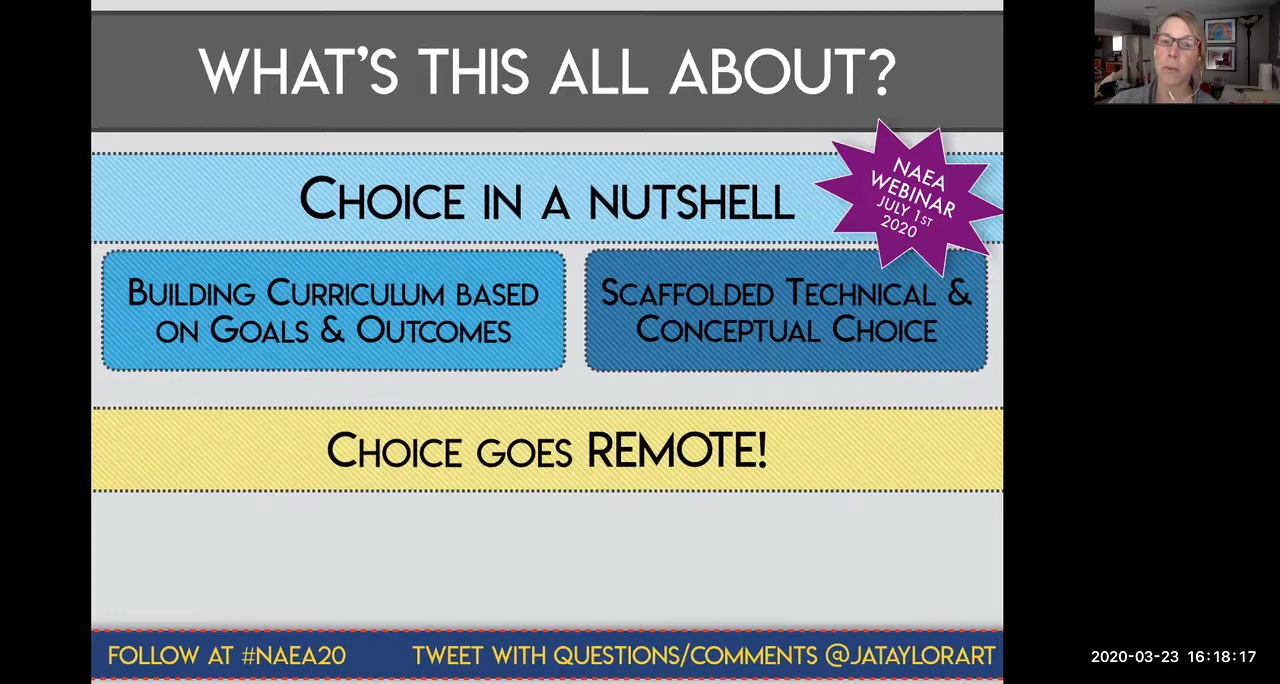 WHAT'S THIS ALL ABOUT?
CHOICE IN A NUTSHELL
NAEA
WEBINAR
JULY 1ST
2020
BUILDING CURRICULUM BASED
ON GOALS & OUTCOMES
SCAFFOLDED TECHNICAL &
CONCEPTUAL CHOICE
CHOICE GOES REMOTE!
FOLLOW AT #NAEA20
TWEET WITH QUESTIONS/COMMENTS @JATAYLORART
2020-03-23 16:18:17